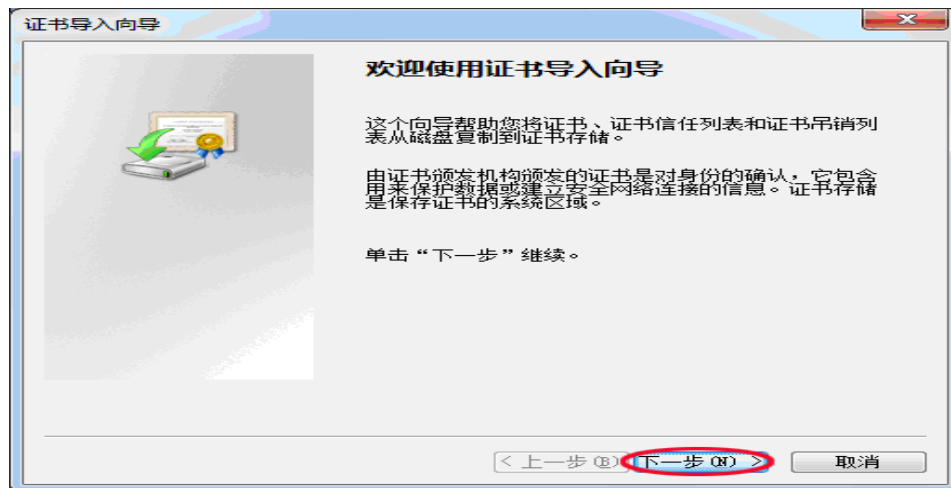 证书导入向导
欢迎使用证书导入向导
这个向导帮助您将证书、证书信任列表和证书吊销列
表从磁盘复制到证书存储。
由证书颁发机构颁发的证书是对身份的确认，它包含
用来保护数据或建立安全网络连接的信息。证书存储
是保存证书的系统区域。
单击“下一步”继续。
< 上一步(B) 下一步(N) > 取消